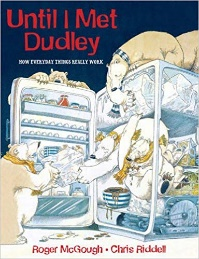 Until I Met
Dudley
HOW EVERYDAY THINGS REALLY WORK
Roger McGough • Chris Riddell